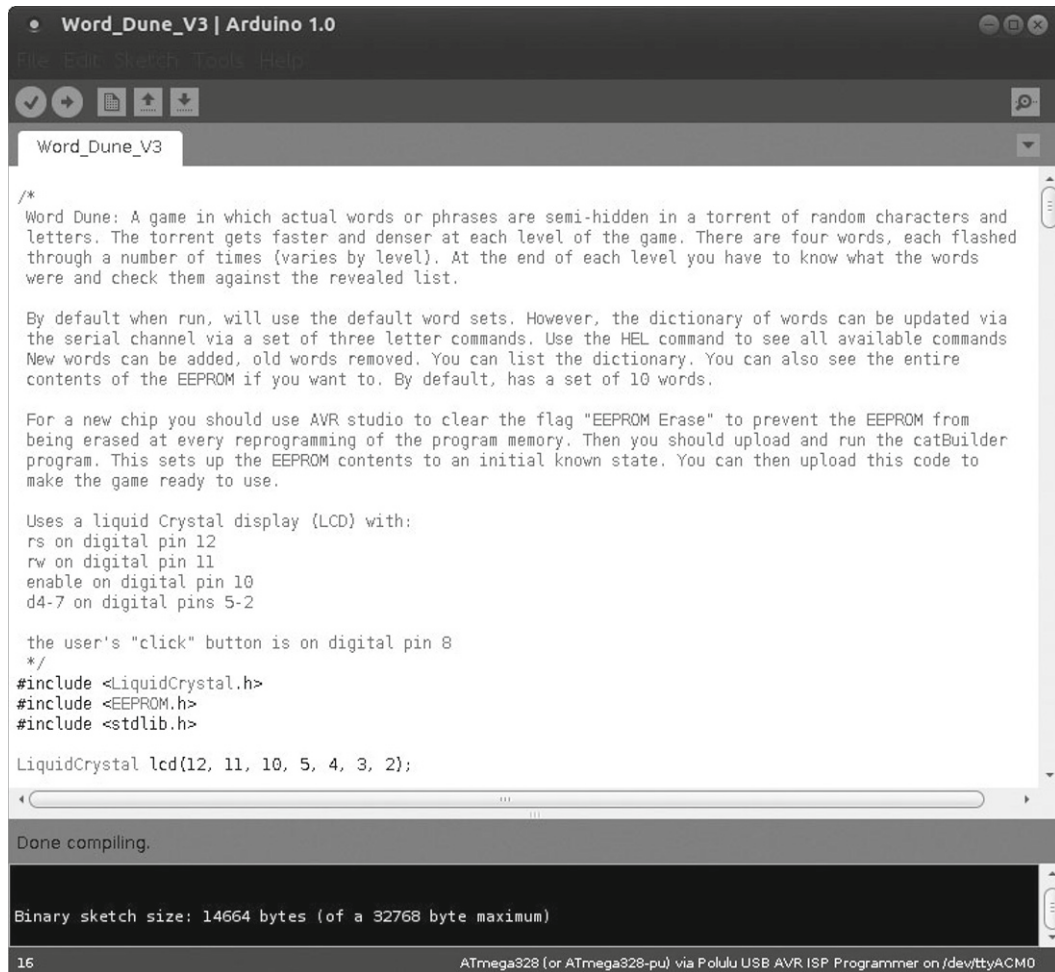 Word_Dune_V3 | Arduino 1.0
File Edit Sketch Tools Help
Word_Dune_V3
/*
Word Dune: A game in which actual words or phrases are semi-hidden in a torrent of random characters and
letters. The torrent gets faster and denser at each level of the game. There are four words, each flashed
through a number of times (varies by level). At the end of each level you have to know what the words
were and check them against the revealed list.
By default when run, will use the default word sets. However, the dictionary of words can be updated via
the serial channel via a set of three letter commands. Use the HEL command to see all available commands
New words can be added, old words removed. You can list the dictionary. You can also see the entire
contents of the EEPROM if you want to. By default, has a set of 10 words.
For a new chip you should use AVR studio to clear the flag "EEPROM Erase" to prevent the EEPROM from
being erased at every reprogramming of the program memory. Then you should upload and run the catBuilder
program. This sets up the EEPROM contents to an initial known state. You can then upload this code to
make the game ready to use.
Uses a liquid Crystal display (LCD) with:
rs on digital pin 12
rw on digital pin 11
enable on digital pin 10
d4-7 on digital pins 5-2
the user's "click" button is on digital pin 8
*/
#include <LiquidCrystal.h>
#include <EEPROM.h>
#include <stdlib.h>
LiquidCrystal lcd(12, 11, 10, 5, 4, 3, 2);
Done compiling.
Binary sketch size: 14664 bytes (of a 32768 byte maximum)
16 ATmega328 (or ATmega328-pu) via Polulu USB AVR ISP Programmer on /dev/ttyACM0